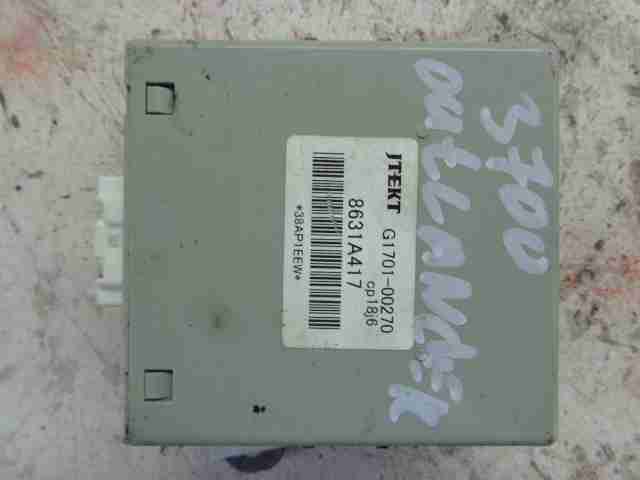 3700
OUTLANDER
JTEKT G1701-00270
cp18j6
8631A417
*38AP1EEW*